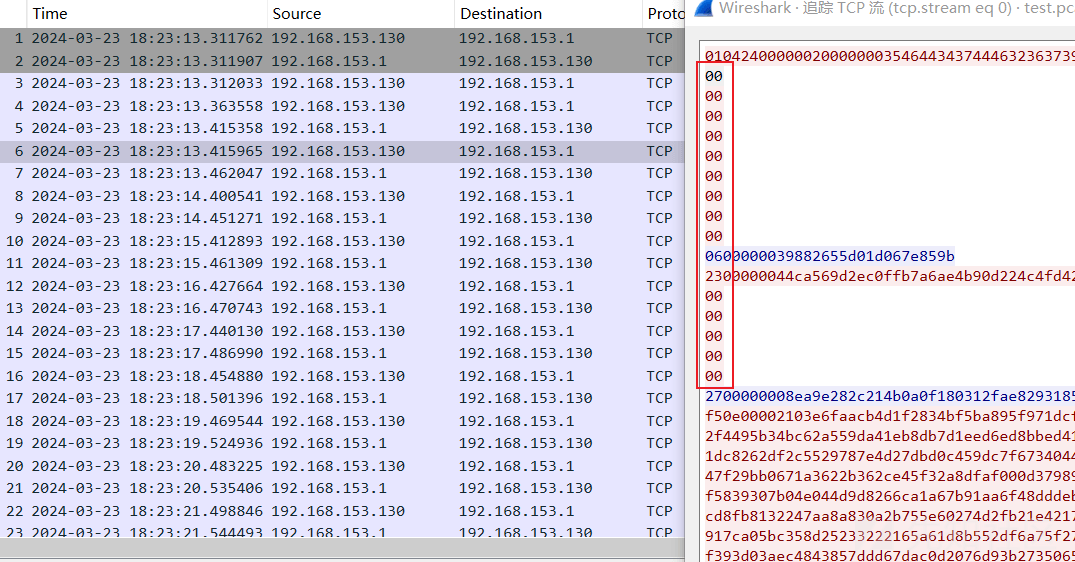 Time Source Destination Proto
1 2024-03-23 18:23:13.311762 192.168.153.130 192.168.153.1 TCP
2 2024-03-23 18:23:13.311907 192.168.153.1 192.168.153.130 TCP
3 2024-03-23 18:23:13.312033 192.168.153.130 192.168.153.1 TCP
4 2024-03-23 18:23:13.363558 192.168.153.130 192.168.153.1 TCP
5 2024-03-23 18:23:13.415358 192.168.153.1 192.168.153.130 TCP
6 2024-03-23 18:23:13.415965 192.168.153.130 192.168.153.1 TCP
7 2024-03-23 18:23:13.462047 192.168.153.1 192.168.153.130 TCP
8 2024-03-23 18:23:14.400541 192.168.153.130 192.168.153.1 TCP
9 2024-03-23 18:23:14.451271 192.168.153.1 192.168.153.130 TCP
10 2024-03-23 18:23:15.412893 192.168.153.130 192.168.153.1 TCP
11 2024-03-23 18:23:15.461309 192.168.153.1 192.168.153.130 TCP
12 2024-03-23 18:23:16.427664 192.168.153.130 192.168.153.1 TCP
13 2024-03-23 18:23:16.470743 192.168.153.1 192.168.153.130 TCP
14 2024-03-23 18:23:17.440130 192.168.153.130 192.168.153.1 TCP
15 2024-03-23 18:23:17.486990 192.168.153.1 192.168.153.130 TCP
16 2024-03-23 18:23:18.454880 192.168.153.130 192.168.153.1 TCP
17 2024-03-23 18:23:18.501396 192.168.153.1 192.168.153.130 TCP
18 2024-03-23 18:23:19.469544 192.168.153.130 192.168.153.1 TCP
19 2024-03-23 18:23:19.524936 192.168.153.1 192.168.153.130 TCP
20 2024-03-23 18:23:20.483225 192.168.153.130 192.168.153.1 TCP
21 2024-03-23 18:23:20.535406 192.168.153.1 192.168.153.130 TCP
22 2024-03-23 18:23:21.498846 192.168.153.130 192.168.153.1 TCP
23 2024-03-23 18:23:21.544493 192.168.153.1 192.168.153.130 TCP
Wireshark · 追踪 TCP 流 (tcp.stream eq 0) · test.pc
0104240000000200000003546443437444632363739
00
00
00
00
00
00
00
00
00
0600000039882655d01d067e859b
2300000044ca569d2ec0ffb7a6ae4b90d224c4fd42
00
00
00
00
00
2700000008ea9e282c214b0a0f180312fae8293185
f50e00002103e6faacb4d1f2834bf5ba895f971dcf
2f4495b34bc62a559da41eb8db7d1eed6ed8bbed41
1dc8262df2c5529787e4d27dbd0c459dc7f6734044
47f29bb0671a3622b362ce45f32a8dfaf000d37989
f5839307b04e044d9d8266ca1a67b91aa6f48dddeb
cd8fb8132247aa8a830a2b755e60274d2fb21e4217
917ca05bc358d25233222165a61d8b552df6a75f27
f393d03aec4843857ddd67dac0d2076d93b2735065